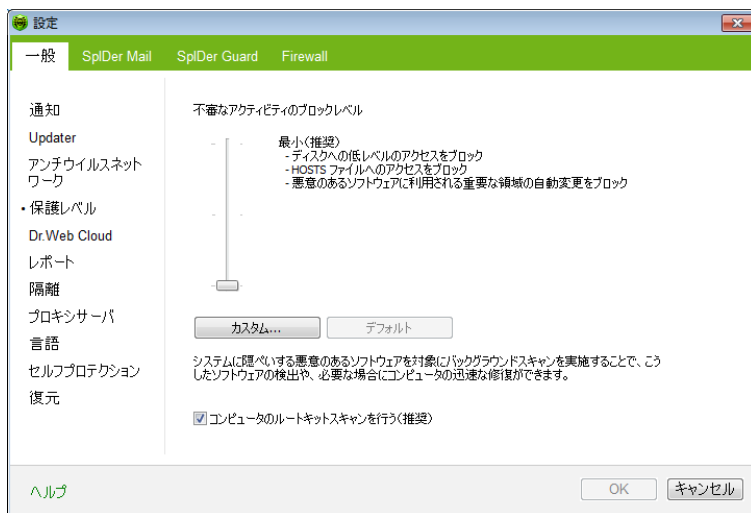 設定
一般 SpIDer Mail SpIDer Guard Firewall
通知
Updater
アンチウイルスネット
ワーク
・保護レベル
Dr.Web Cloud
レポート
隔離
プロキシサーバ
言語
セルフプロテクション
復元
不審なアクティビティのブロックレベル
最小(推奨)
- ディスクへの低レベルのアクセスをブロック
- HOSTS ファイルへのアクセスをブロック
- 悪意のあるソフトウェアに利用される重要な領域の自動変更をブロック
カスタム... デフォルト
システムに隠ぺいする悪意のあるソフトウェアを対象にバックグラウンドスキャンを実施することで、こう
したソフトウェアの検出や、必要な場合にコンピュータの迅速な修復ができます。
コンピュータのルートキットスキャンを行う(推奨)
ヘルプ OK キャンセル